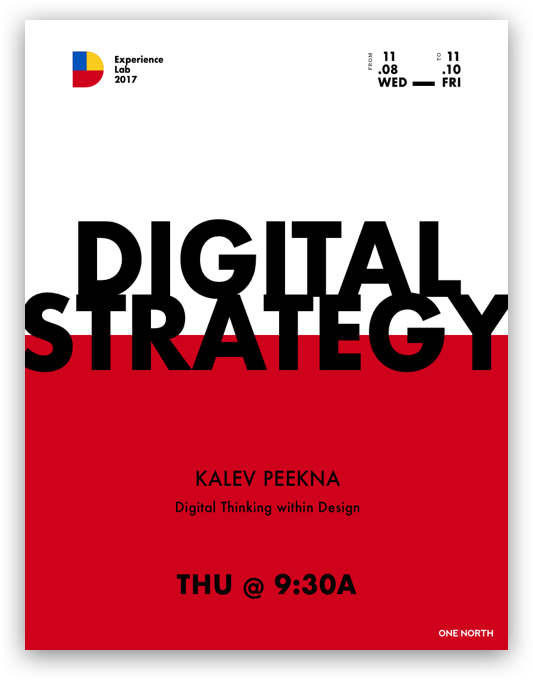 Experience
Lab
2017
FROM 11
.08
WED
TO 11
.10
FRI
DIGITAL
STRATEGY
KALEV PEEKNA
Digital Thinking within Design
THU @ 9:30A
ONE NORTH